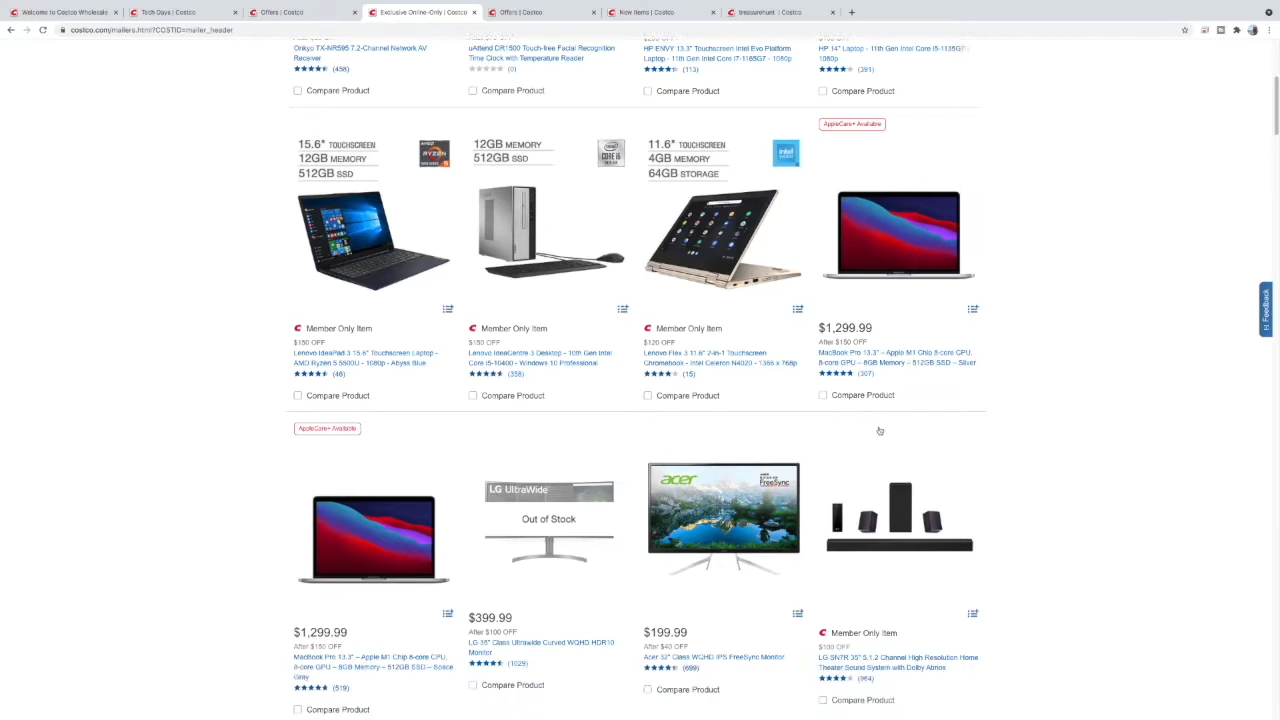 Welcome to Costco Wholesale
Tech Days | Costco
Offers | Costco
Exclusive Online-Only | Costco
Offers | Costco
New Items | Costco
treasurehunt | Costco
costco.com/mailers.html?COSTID=mailer_header
Onkyo TX-NR595 7.2-Channel Network AV
Receiver
(458)
Compare Product
uAttend DR1500 Touch-free Facial Recognition
Time Clock with Temperature Reader
(0)
Compare Product
HP ENVY 13.3" Touchscreen Intel Evo Platform
Laptop - 11th Gen Intel Core i7-1165G7 - 1080p
(113)
Compare Product
HP 14" Laptop - 11th Gen Intel Core i5-1135G7 -
1080p
(391)
Compare Product
15.6" TOUCHSCREEN
12GB MEMORY
512GB SSD
AMD
RYZEN
Member Only Item
$150 OFF
Lenovo IdeaPad 3 15.6" Touchscreen Laptop -
AMD Ryzen 5 5500U - 1080p - Abyss Blue
(46)
Compare Product
12GB MEMORY
512GB SSD
intel
CORE i5
Member Only Item
$150 OFF
Lenovo IdeaCentre 3 Desktop - 10th Gen Intel
Core i5-10400 - Windows 10 Professional
(358)
Compare Product
11.6" TOUCHSCREEN
4GB MEMORY
64GB STORAGE
intel
Member Only Item
$120 OFF
Lenovo Flex 3 11.6" 2-in-1 Touchscreen
Chromebook - Intel Celeron N4020 - 1366 x 768p
(15)
Compare Product
AppleCare+ Available
$1,299.99
After $150 OFF
MacBook Pro 13.3" – Apple M1 Chip 8-core CPU,
8-core GPU – 8GB Memory – 512GB SSD – Silver
(307)
Compare Product
Feedback
AppleCare+ Available
$1,299.99
After $150 OFF
MacBook Pro 13.3" – Apple M1 Chip 8-core CPU,
8-core GPU – 8GB Memory – 512GB SSD – Space
Gray
(519)
Compare Product
LG UltraWide
Out of Stock
$399.99
After $100 OFF
LG 35" Class Ultrawide Curved WQHD HDR10
Monitor
(1029)
Compare Product
acer
FreeSync
$199.99
After $40 OFF
Acer 32" Class WQHD IPS FreeSync Monitor
(699)
Compare Product
Member Only Item
$100 OFF
LG SN7R 35" 5.1.2 Channel High Resolution Home
Theater Sound System with Dolby Atmos
(964)
Compare Product